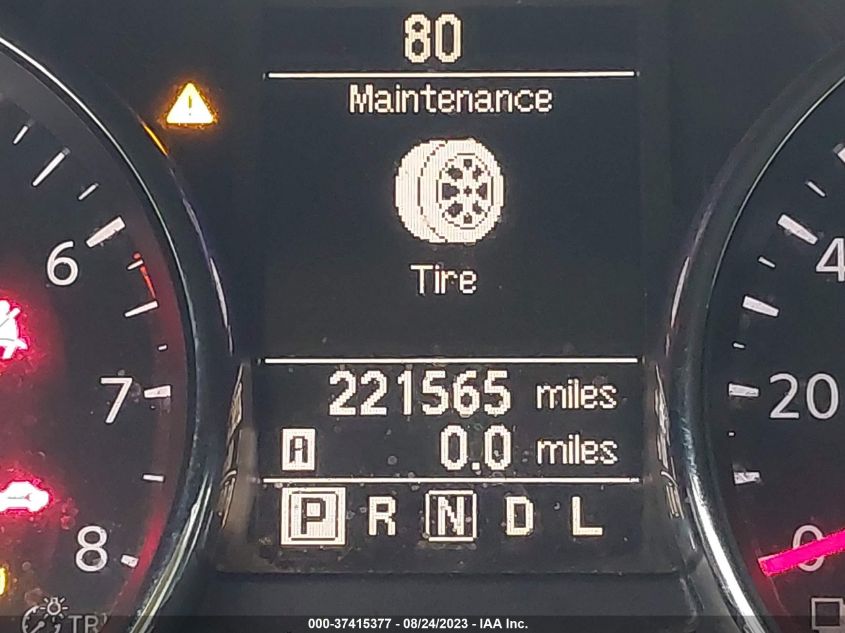 80
Maintenance
Tire
6
7
8
4
20
0
221565 miles
A 0.0 miles
P R N D L
000-37415377 - 08/24/2023 - IAA Inc.